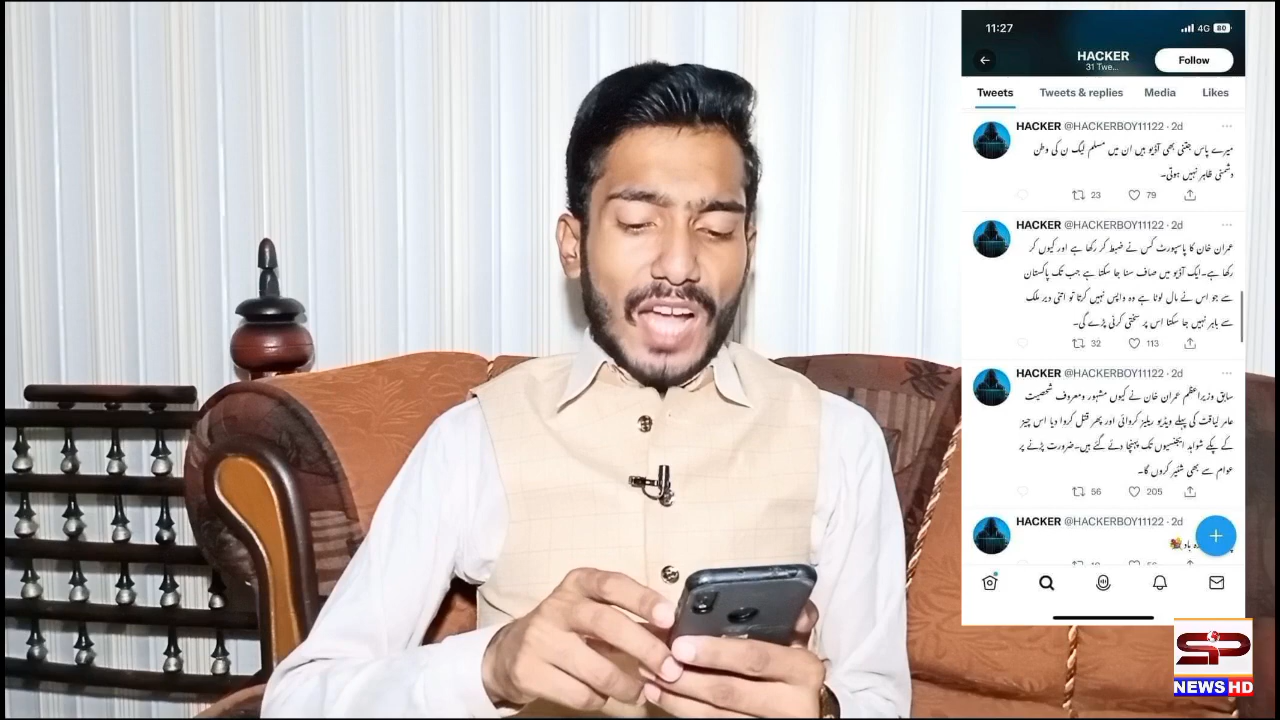 11:27
4G
80
HACKER
31 Twe...
Follow
Tweets
Tweets & replies
Media
Likes
HACKER @HACKERBOY11122 · 2d
میرے پاس جتنی بھی آڈیو ہیں ان میں مسلم لیگ ن کی وطن
دشمنی ظاہر نہیں ہوتی۔
23
79
HACKER @HACKERBOY11122 · 2d
عمران خان کا پاسپورٹ کس نے ضبط کر رکھا ہے اور کیوں کر
رکھا ہے۔ایک آڈیو میں صاف سنا جا سکتا ہے جب تک پاکستان
سے جو اس نے مال لوٹا ہے وہ واپس نہیں کرتا تو اتنی دیر ملک
سے باہر نہیں جا سکتا اس پر سختی کرنی پڑے گی۔
32
113
HACKER @HACKERBOY11122 · 2d
سابق وزیراعظم عمران خان نے کیوں مشہور ومعروف شخصیت
عامر لیاقت کی پہلے ویڈیو ریلیز کروائی اور پھر قتل کروا دیا اس چیز
کے پکے شواہد ایجنسیوں تک پہنچا دئے گئے ہیں۔ضرورت پڑنے پر
عوام سے بھی شئیر کروں گا۔
56
205
HACKER @HACKERBOY11122 · 2d
باد
SP
NEWS HD